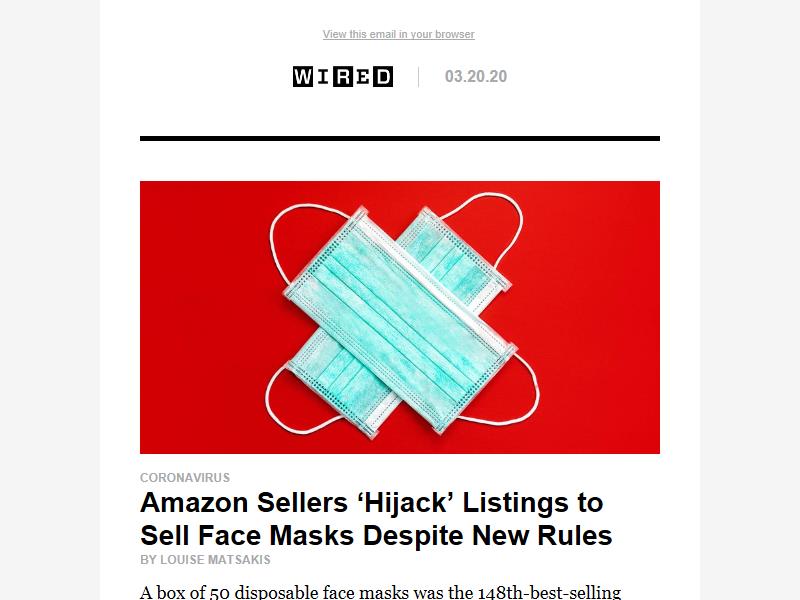 View this email in your browser
WIRED
03.20.20
CORONAVIRUS
Amazon Sellers ‘Hijack’ Listings to
Sell Face Masks Despite New Rules
BY LOUISE MATSAKIS
A box of 50 disposable face masks was the 148th-best-selling